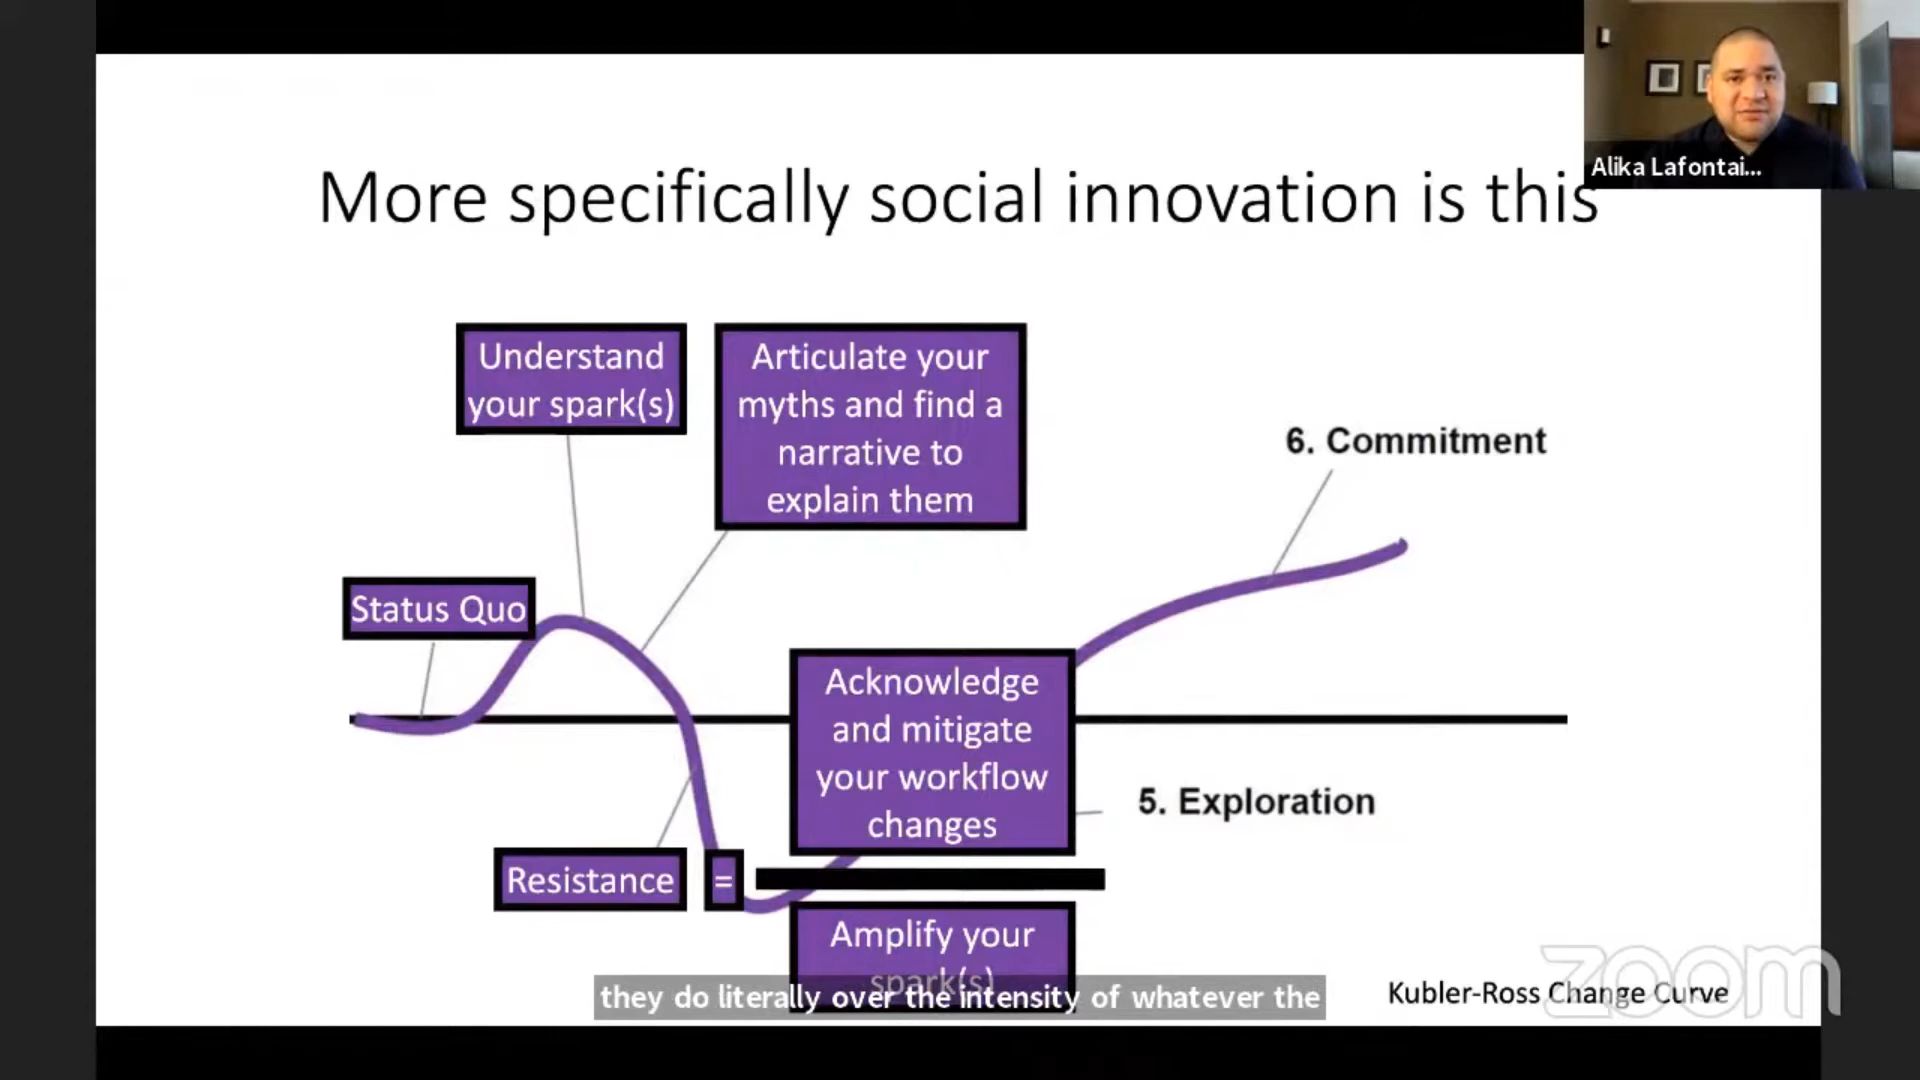 Alika Lafontai...
More specifically social innovation is this
Understand
your spark(s)
Articulate your
myths and find a
narrative to
explain them
6. Commitment
Status Quo
Acknowledge
and mitigate
your workflow
changes
5. Exploration
Resistance
=
Amplify your
spark(s)
they do literally over the intensity of whatever the
Kubler-Ross Change Curve
zoom